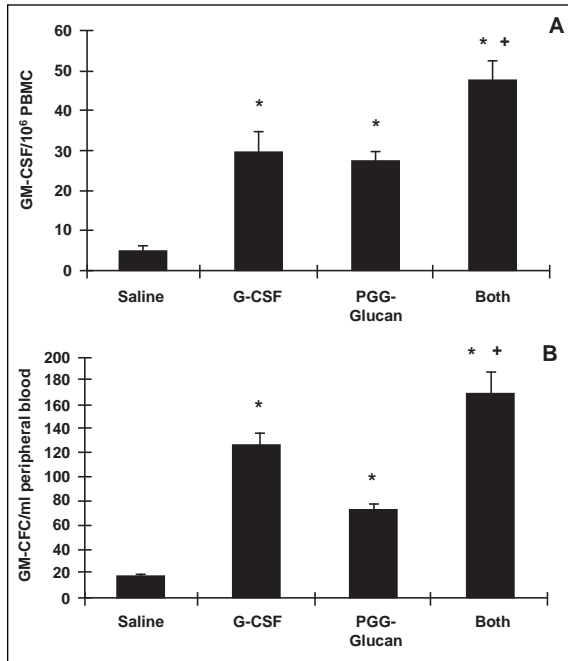 A
GM-CSF/10⁶ PBMC
60
50
40
30
20
10
0
*
*
* +
Saline
G-CSF
PGG-
Glucan
Both
B
GM-CFC/ml peripheral blood
200
180
160
140
120
100
80
60
40
20
0
*
*
* +
Saline
G-CSF
PGG-
Glucan
Both